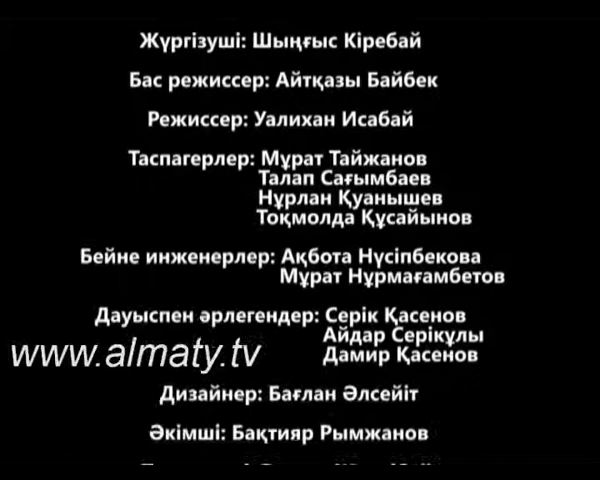 Жүргізуші: Шыңғыс Кіребай
Бас режиссер: Айтқазы Байбек
Режиссер: Уалихан Исабай
Таспагерлер: Мұрат Тайжанов
Талап Сағымбаев
Нұрлан Қуанышев
Тоқмолда Құсайынов
Бейне инженерлер: Ақбота Нүсіпбекова
Мұрат Нұрмағамбетов
Дауыспен әрлегендер: Серік Қасенов
Айдар Серікұлы
www.almaty.tv
Дамир Қасенов
Дизайнер: Бағлан Әлсейіт
Әкімші: Бақтияр Рымжанов